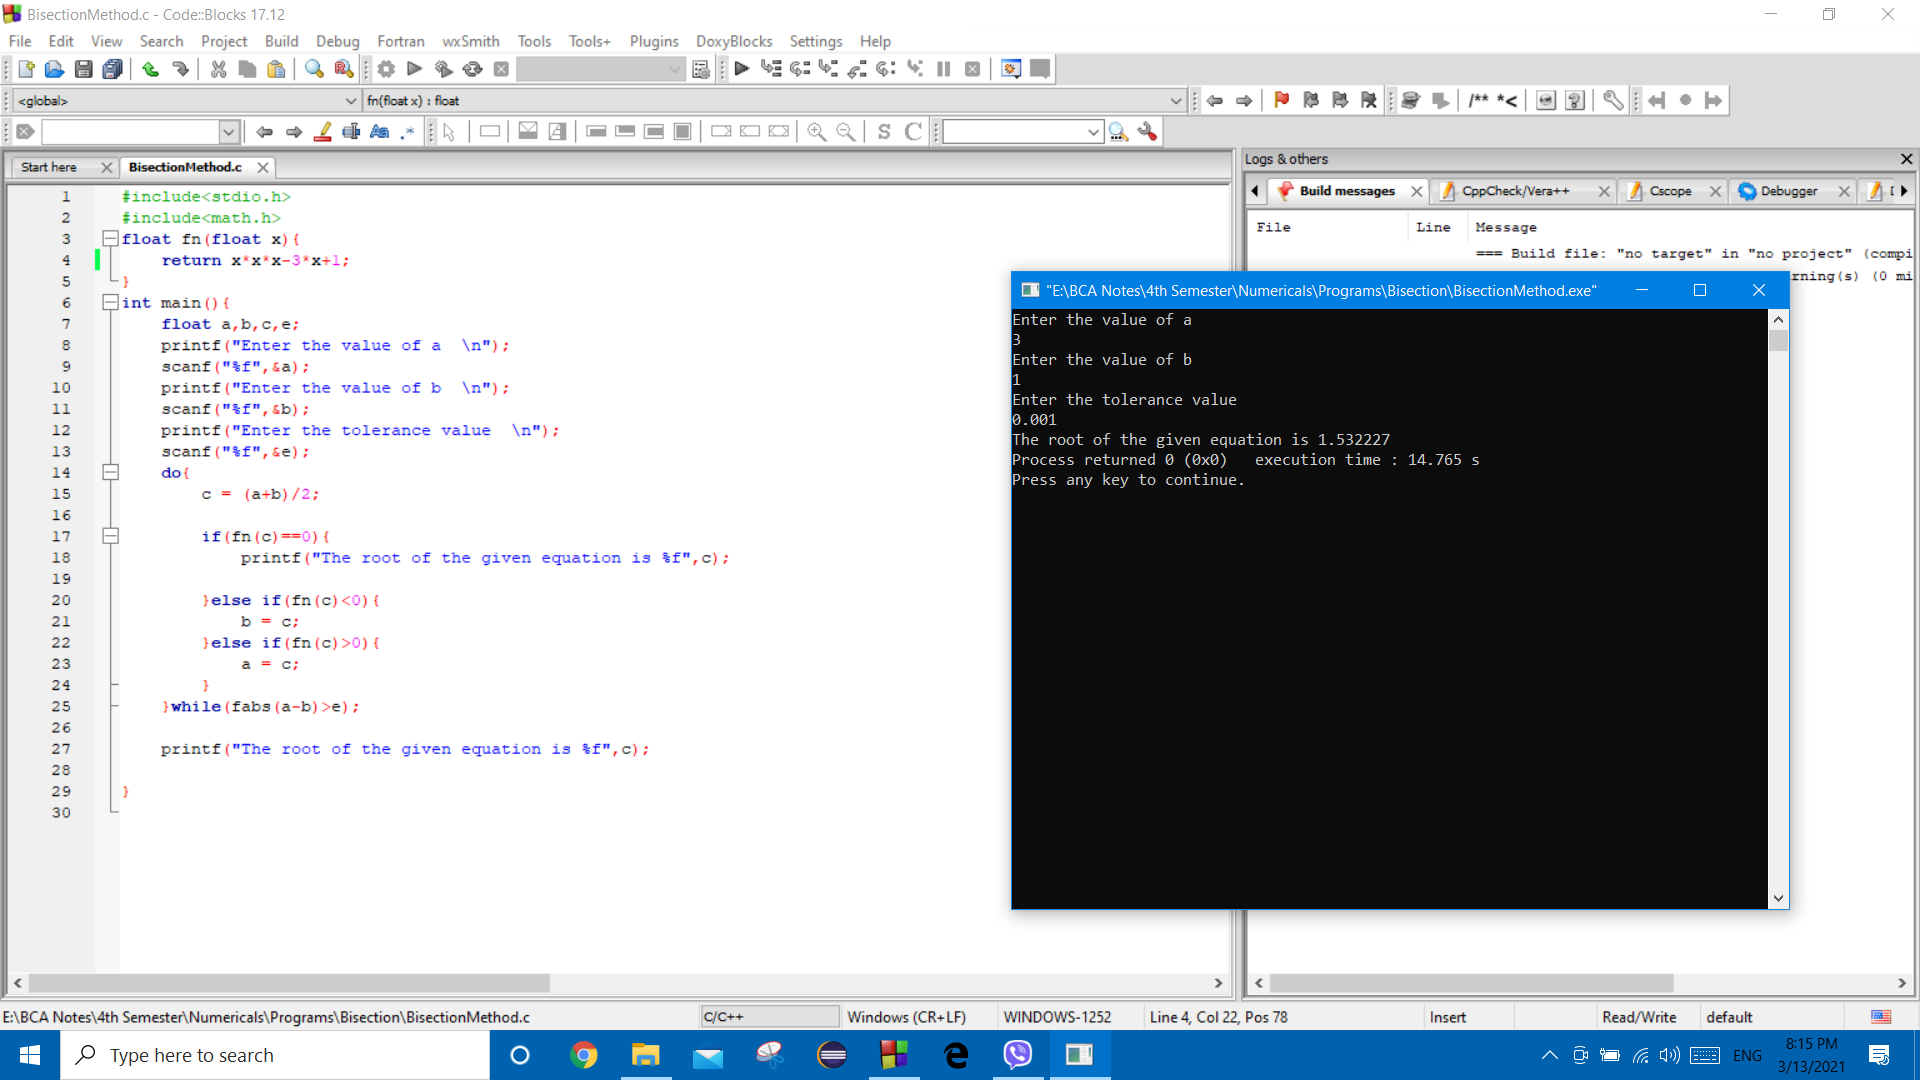 BisectionMethod.c - Code::Blocks 17.12
File Edit View Search Project Build Debug Fortran wxSmith Tools Tools+ Plugins DoxyBlocks Settings Help
<global> fn(float x) : float
/** *<
S C
Start here BisectionMethod.c
1 #include<stdio.h>
2 #include<math.h>
3 float fn(float x){
4 return x*x*x-3*x+1;
5 }
6 int main(){
7 float a,b,c,e;
8 printf("Enter the value of a  \n");
9 scanf("%f",&a);
10 printf("Enter the value of b  \n");
11 scanf("%f",&b);
12 printf("Enter the tolerance value  \n");
13 scanf("%f",&e);
14 do{
15 c = (a+b)/2;
16
17 if(fn(c)==0){
18 printf("The root of the given equation is %f",c);
19
20 }else if(fn(c)<0){
21 b = c;
22 }else if(fn(c)>0){
23 a = c;
24 }
25 }while(fabs(a-b)>e);
26
27 printf("The root of the given equation is %f",c);
28
29 }
30
Logs & others
Build messages CppCheck/Vera++ Cscope Debugger
File Line Message
=== Build file: "no target" in "no project" (compi
rning(s) (0 mi
"E:\BCA Notes\4th Semester\Numericals\Programs\Bisection\BisectionMethod.exe"
Enter the value of a
3
Enter the value of b
1
Enter the tolerance value
0.001
The root of the given equation is 1.532227
Process returned 0 (0x0)   execution time : 14.765 s
Press any key to continue.
E:\BCA Notes\4th Semester\Numericals\Programs\Bisection\BisectionMethod.c C/C++ Windows (CR+LF) WINDOWS-1252 Line 4, Col 22, Pos 78 Insert Read/Write default
Type here to search
ENG
8:15 PM
3/13/2021